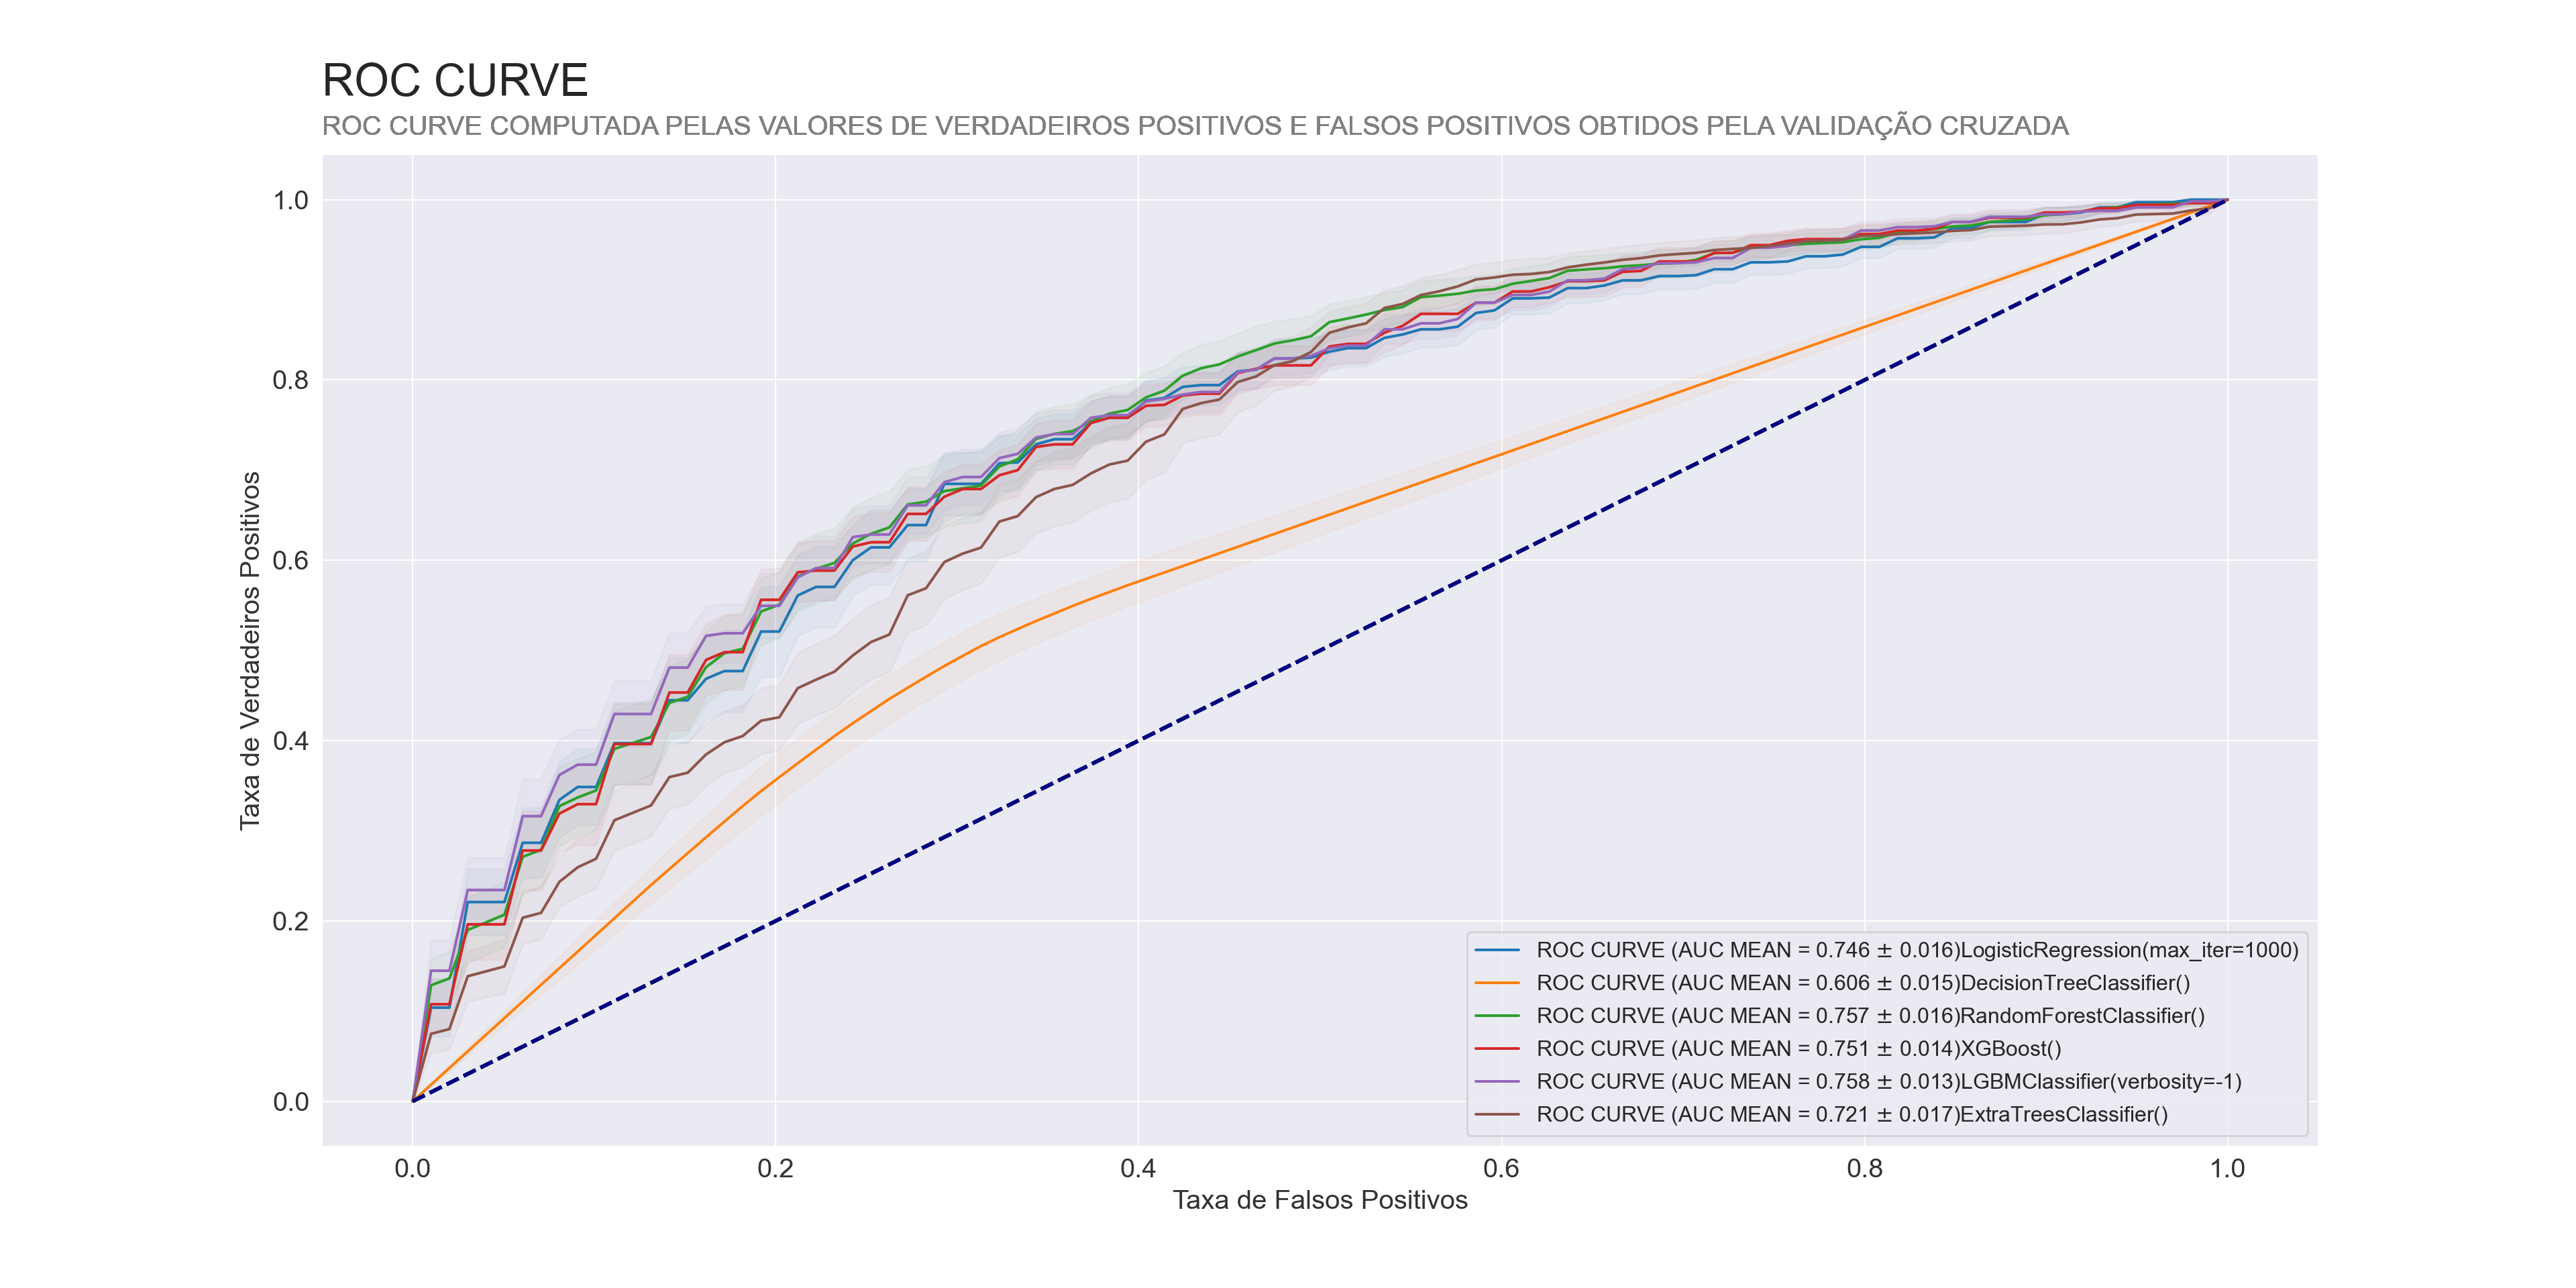 ROC CURVE
ROC CURVE COMPUTADA PELAS VALORES DE VERDADEIROS POSITIVOS E FALSOS POSITIVOS OBTIDOS PELA VALIDAÇÃO CRUZADA
1.0
0.8
0.6
0.4
0.2
0.0
Taxa de Verdadeiros Positivos
ROC CURVE (AUC MEAN = 0.746 ± 0.016)LogisticRegression(max_iter=1000)
ROC CURVE (AUC MEAN = 0.606 ± 0.015)DecisionTreeClassifier()
ROC CURVE (AUC MEAN = 0.757 ± 0.016)RandomForestClassifier()
ROC CURVE (AUC MEAN = 0.751 ± 0.014)XGBoost()
ROC CURVE (AUC MEAN = 0.758 ± 0.013)LGBMClassifier(verbosity=-1)
ROC CURVE (AUC MEAN = 0.721 ± 0.017)ExtraTreesClassifier()
0.0 0.2 0.4 0.6 0.8 1.0
Taxa de Falsos Positivos